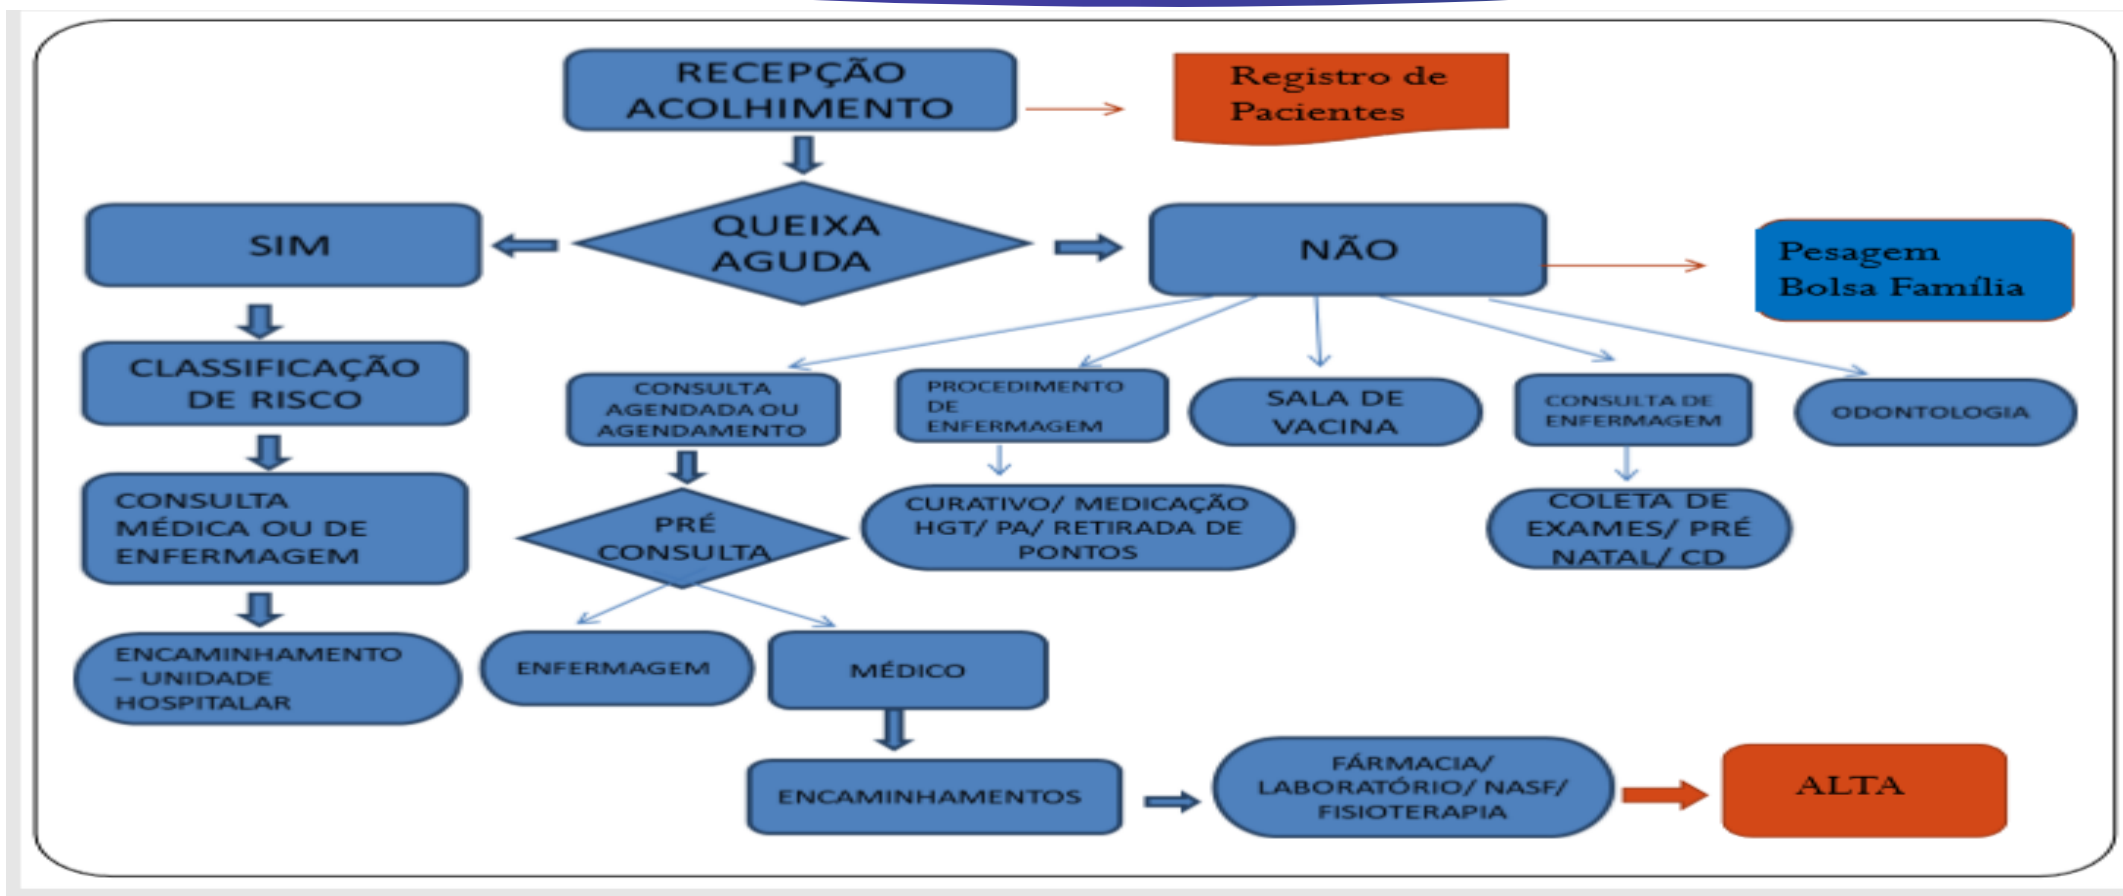 RECEPÇÃO
ACOLHIMENTO
Registro de
Pacientes
SIM
QUEIXA
AGUDA
NÃO
Pesagem
Bolsa Família
CLASSIFICAÇÃO
DE RISCO
CONSULTA
AGENDADA OU
AGENDAMENTO
PROCEDIMENTO
DE
ENFERMAGEM
SALA DE
VACINA
CONSULTA DE
ENFERMAGEM
ODONTOLOGIA
CONSULTA
MÉDICA OU DE
ENFERMAGEM
PRÉ
CONSULTA
CURATIVO/ MEDICAÇÃO
HGT/ PA/ RETIRADA DE
PONTOS
COLETA DE
EXAMES/ PRÉ
NATAL/ CD
ENCAMINHAMENTO
– UNIDADE
HOSPITALAR
ENFERMAGEM
MÉDICO
ENCAMINHAMENTOS
FÁRMACIA/
LABORATÓRIO/ NASF/
FISIOTERAPIA
ALTA